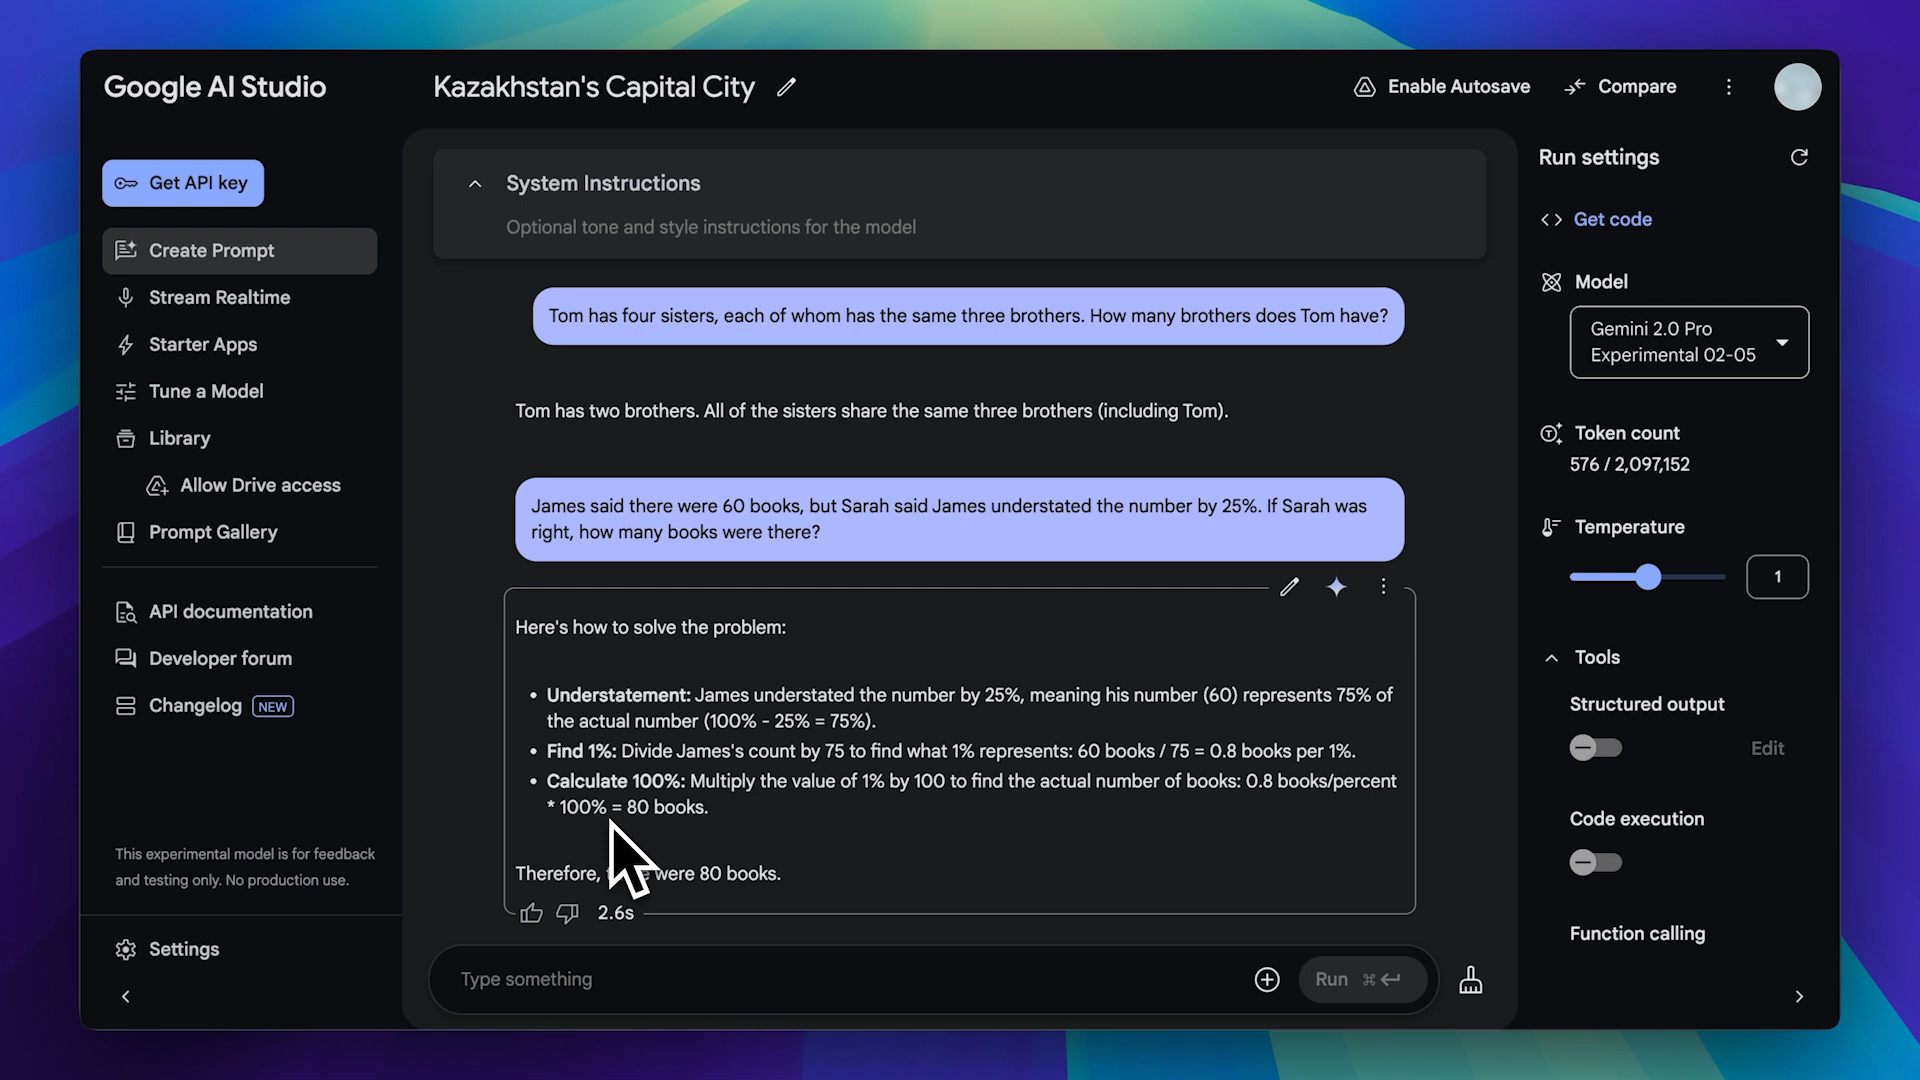 Google AI Studio
Kazakhstan's Capital City
Enable Autosave
Compare
Get API key
Create Prompt
Stream Realtime
Starter Apps
Tune a Model
Library
Allow Drive access
Prompt Gallery
API documentation
Developer forum
Changelog NEW
This experimental model is for feedback
and testing only. No production use.
Settings
System Instructions
Optional tone and style instructions for the model
Tom has four sisters, each of whom has the same three brothers. How many brothers does Tom have?
Tom has two brothers. All of the sisters share the same three brothers (including Tom).
James said there were 60 books, but Sarah said James understated the number by 25%. If Sarah was
right, how many books were there?
Here's how to solve the problem:
• Understatement: James understated the number by 25%, meaning his number (60) represents 75% of
the actual number (100% - 25% = 75%).
• Find 1%: Divide James's count by 75 to find what 1% represents: 60 books / 75 = 0.8 books per 1%.
• Calculate 100%: Multiply the value of 1% by 100 to find the actual number of books: 0.8 books/percent
* 100% = 80 books.
Therefore, were 80 books.
2.6s
Type something
Run ⌘ ↵
Run settings
Get code
Model
Gemini 2.0 Pro
Experimental 02-05
Token count
576 / 2,097,152
Temperature
1
Tools
Structured output
Edit
Code execution
Function calling